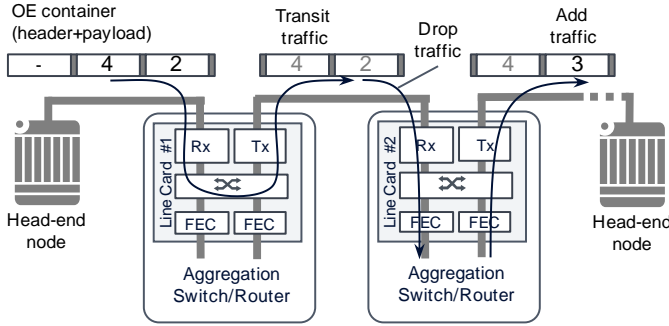 OE container
(header+payload)
Transit
traffic
Drop
traffic
Add
traffic
- 4 2
4 2
4 3
Line Card #1
Rx
Tx
FEC
FEC
Line Card #2
Rx
Tx
FEC
FEC
Head-end
node
Aggregation
Switch/Router
Aggregation
Switch/Router
Head-end
node